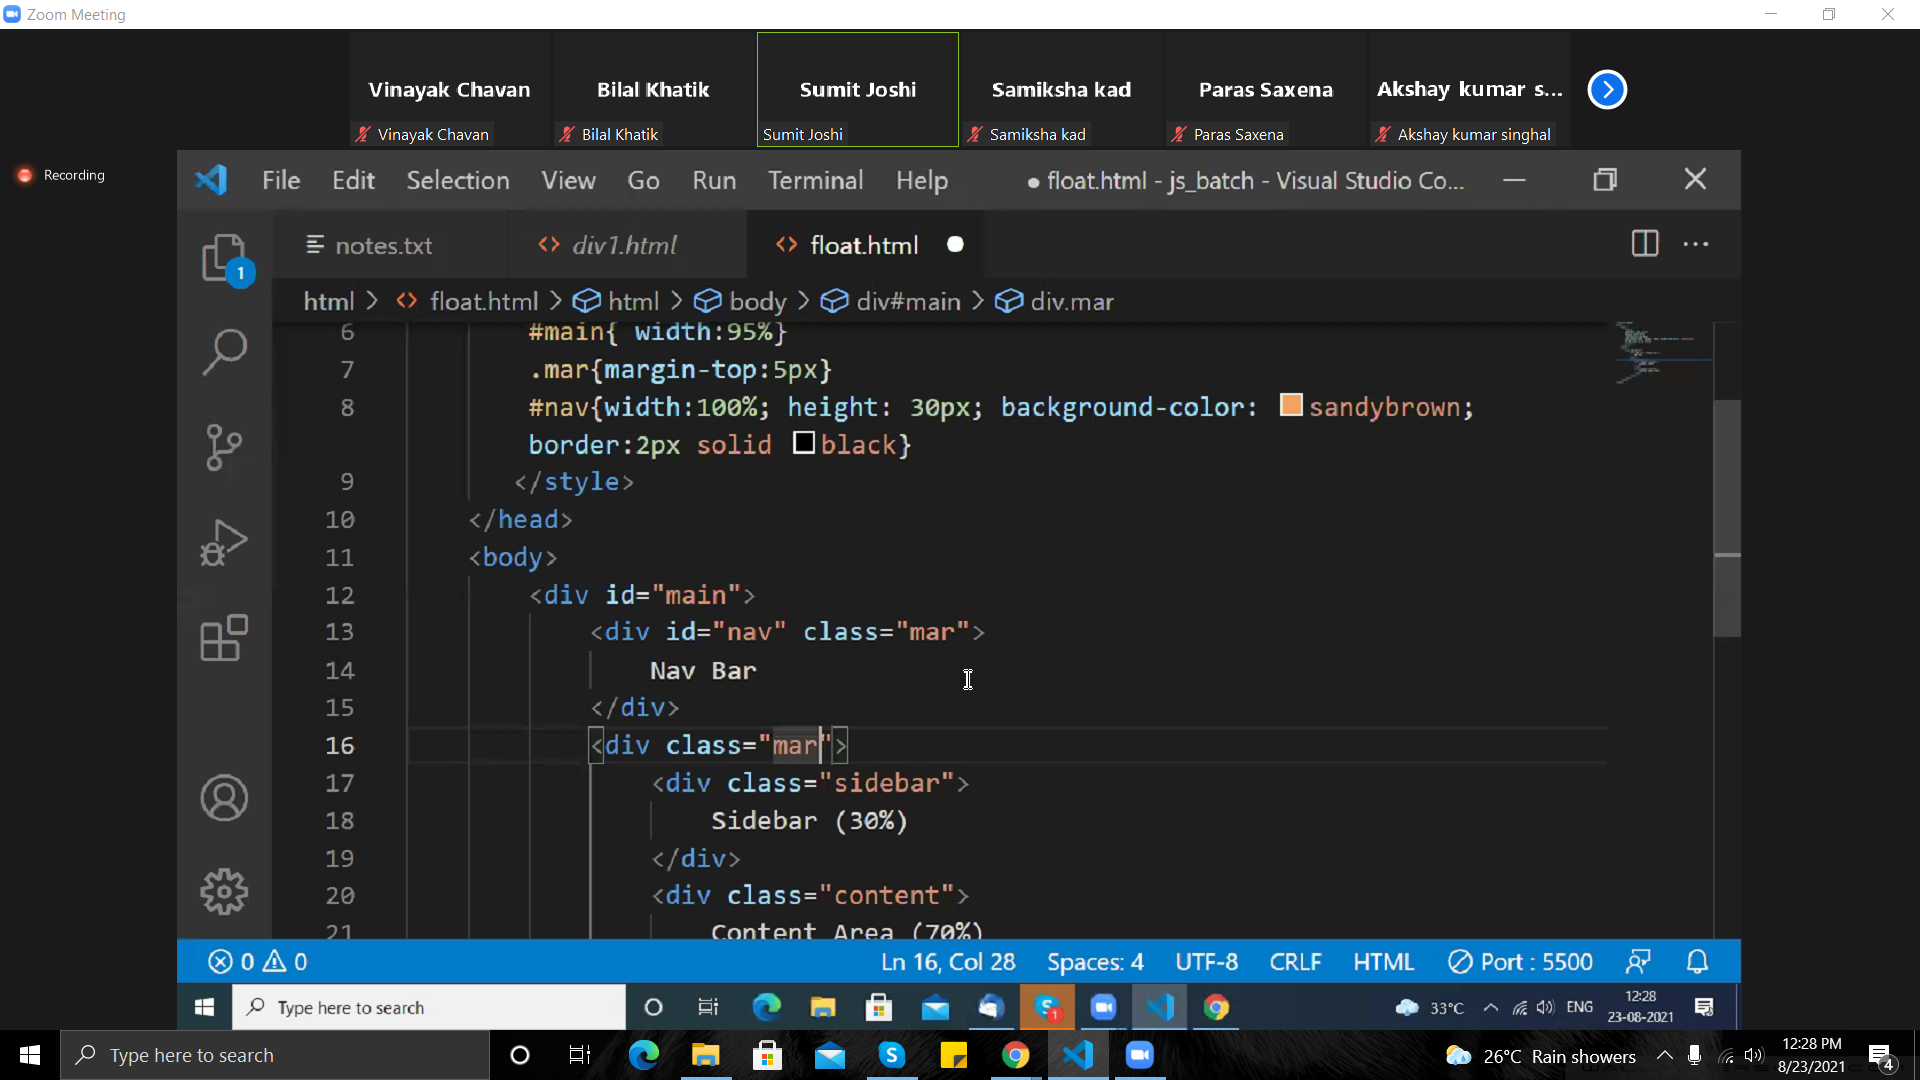 Zoom Meeting
Vinayak Chavan Bilal Khatik Sumit Joshi Samiksha kad Paras Saxena Akshay kumar s...
Vinayak Chavan Bilal Khatik Sumit Joshi Samiksha kad Paras Saxena Akshay kumar singhal
Recording
File Edit Selection View Go Run Terminal Help ● float.html - js_batch - Visual Studio Co...
notes.txt <> div1.html <> float.html
1
html > <> float.html > html > body > div#main > div.mar
6 #main{ width:95%}
7 .mar{margin-top:5px}
8 #nav{width:100%; height: 30px; background-color: sandybrown;
border:2px solid black}
9 </style>
10 </head>
11 <body>
12 <div id="main">
13 <div id="nav" class="mar">
14 Nav Bar
15 </div>
16 <div class="mar">
17 <div class="sidebar">
18 Sidebar (30%)
19 </div>
20 <div class="content">
21 Content Area (70%)
0 0 Ln 16, Col 28 Spaces: 4 UTF-8 CRLF HTML Port : 5500
Type here to search 1 33°C ENG 12:28
23-08-2021
Type here to search 26°C Rain showers 12:28 PM
8/23/2021 4